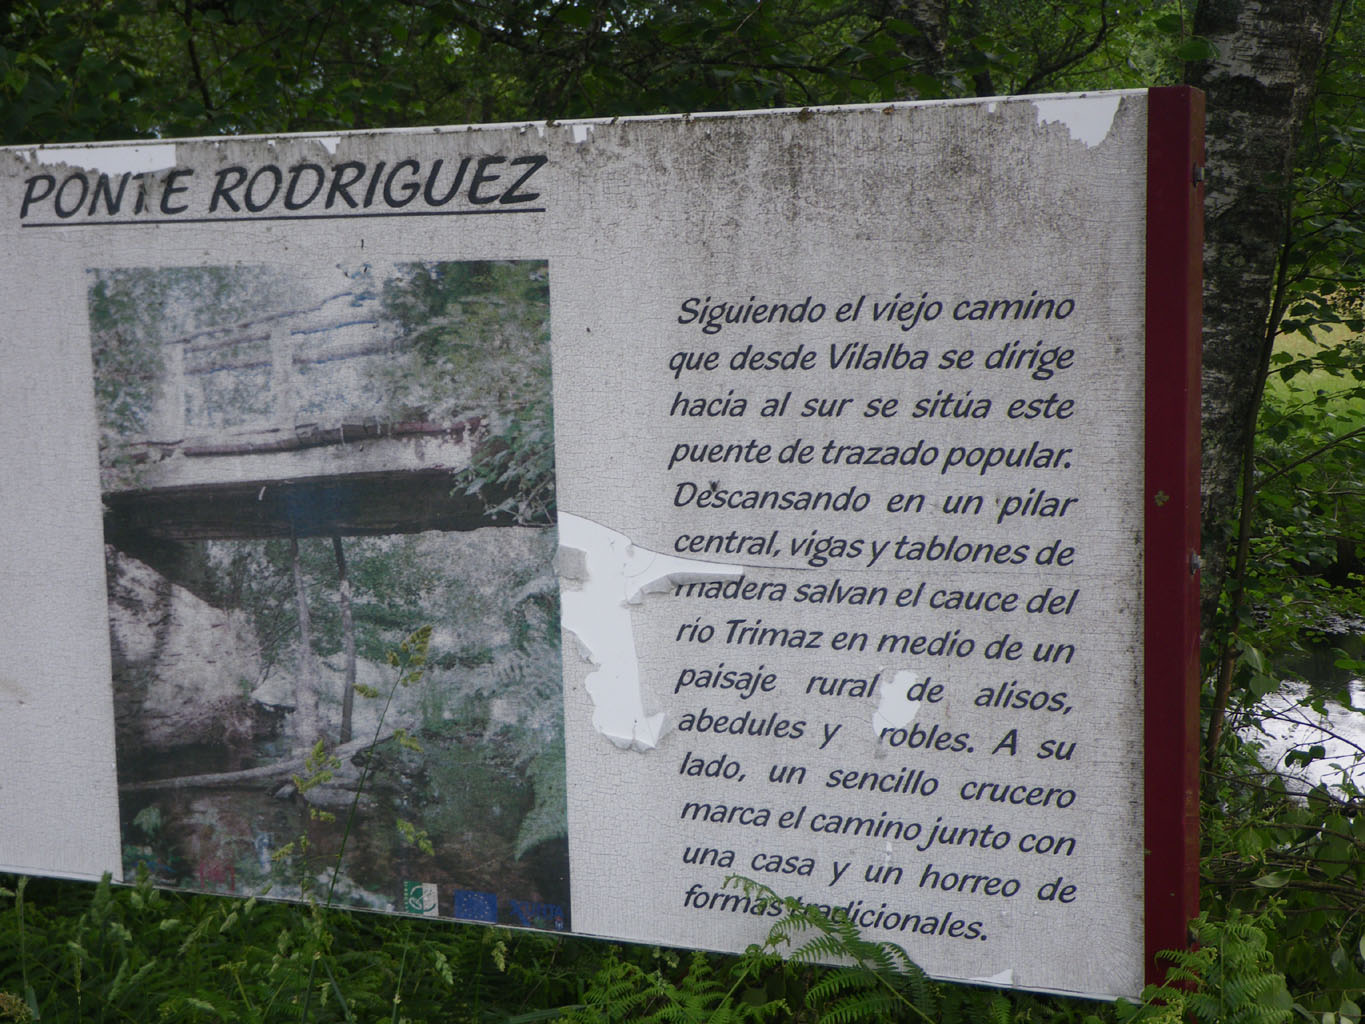 PONTE RODRIGUEZ
Siguiendo el viejo camino
que desde Vilalba se dirige
hacia al sur se sitúa este
puente de trazado popular.
Descansando en un pilar
central, vigas y tablones de
madera salvan el cauce del
río Trimaz en medio de un
paisaje rural de alisos,
abedules y robles. A su
lado, un sencillo crucero
marca el camino junto con
una casa y un horreo de
formas tradicionales.